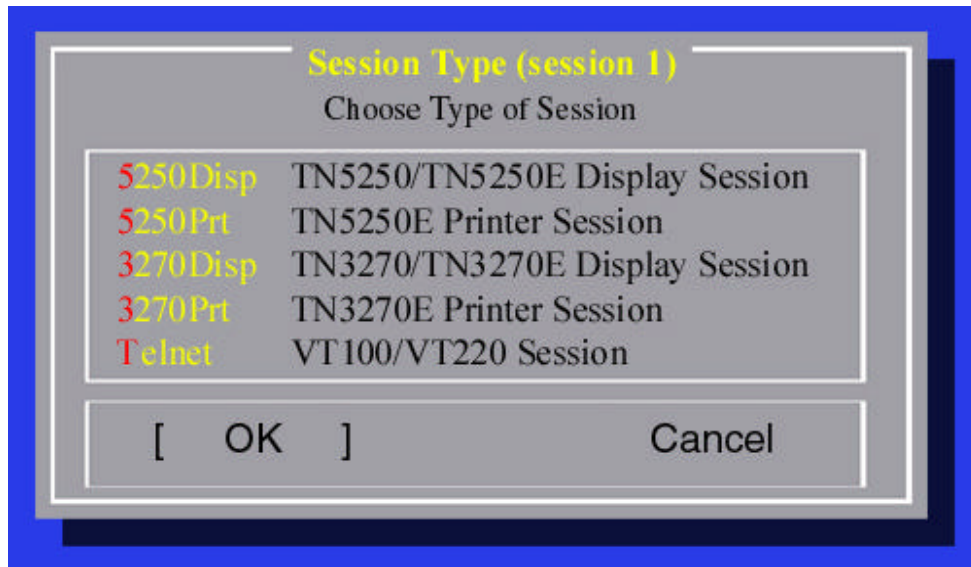 Session Type (session 1)
Choose Type of Session
5250Disp TN5250/TN5250E Display Session
5250Prt TN5250E Printer Session
3270Disp TN3270/TN3270E Display Session
3270Prt TN3270E Printer Session
Telnet VT100/VT220 Session
[ OK ] Cancel